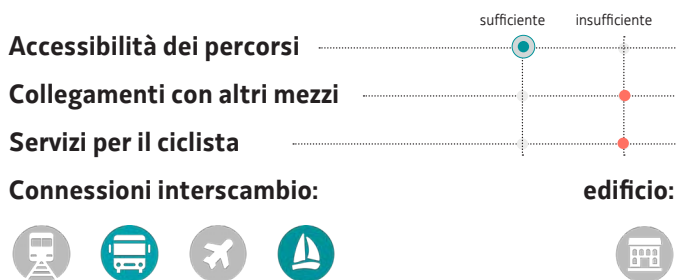 sufficiente insufficiente
Accessibilità dei percorsi
Collegamenti con altri mezzi
Servizi per il ciclista
Connessioni interscambio: edificio: